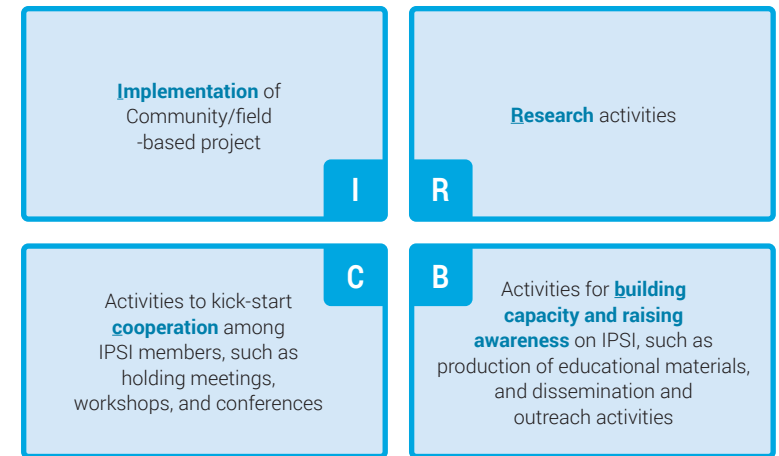 Implementation of
Community/field
-based project
I
Research activities
R
Activities to kick-start
cooperation among
IPSI members, such as
holding meetings,
workshops, and conferences
C
B
Activities for building
capacity and raising
awareness on IPSI, such as
production of educational materials,
and dissemination and
outreach activities